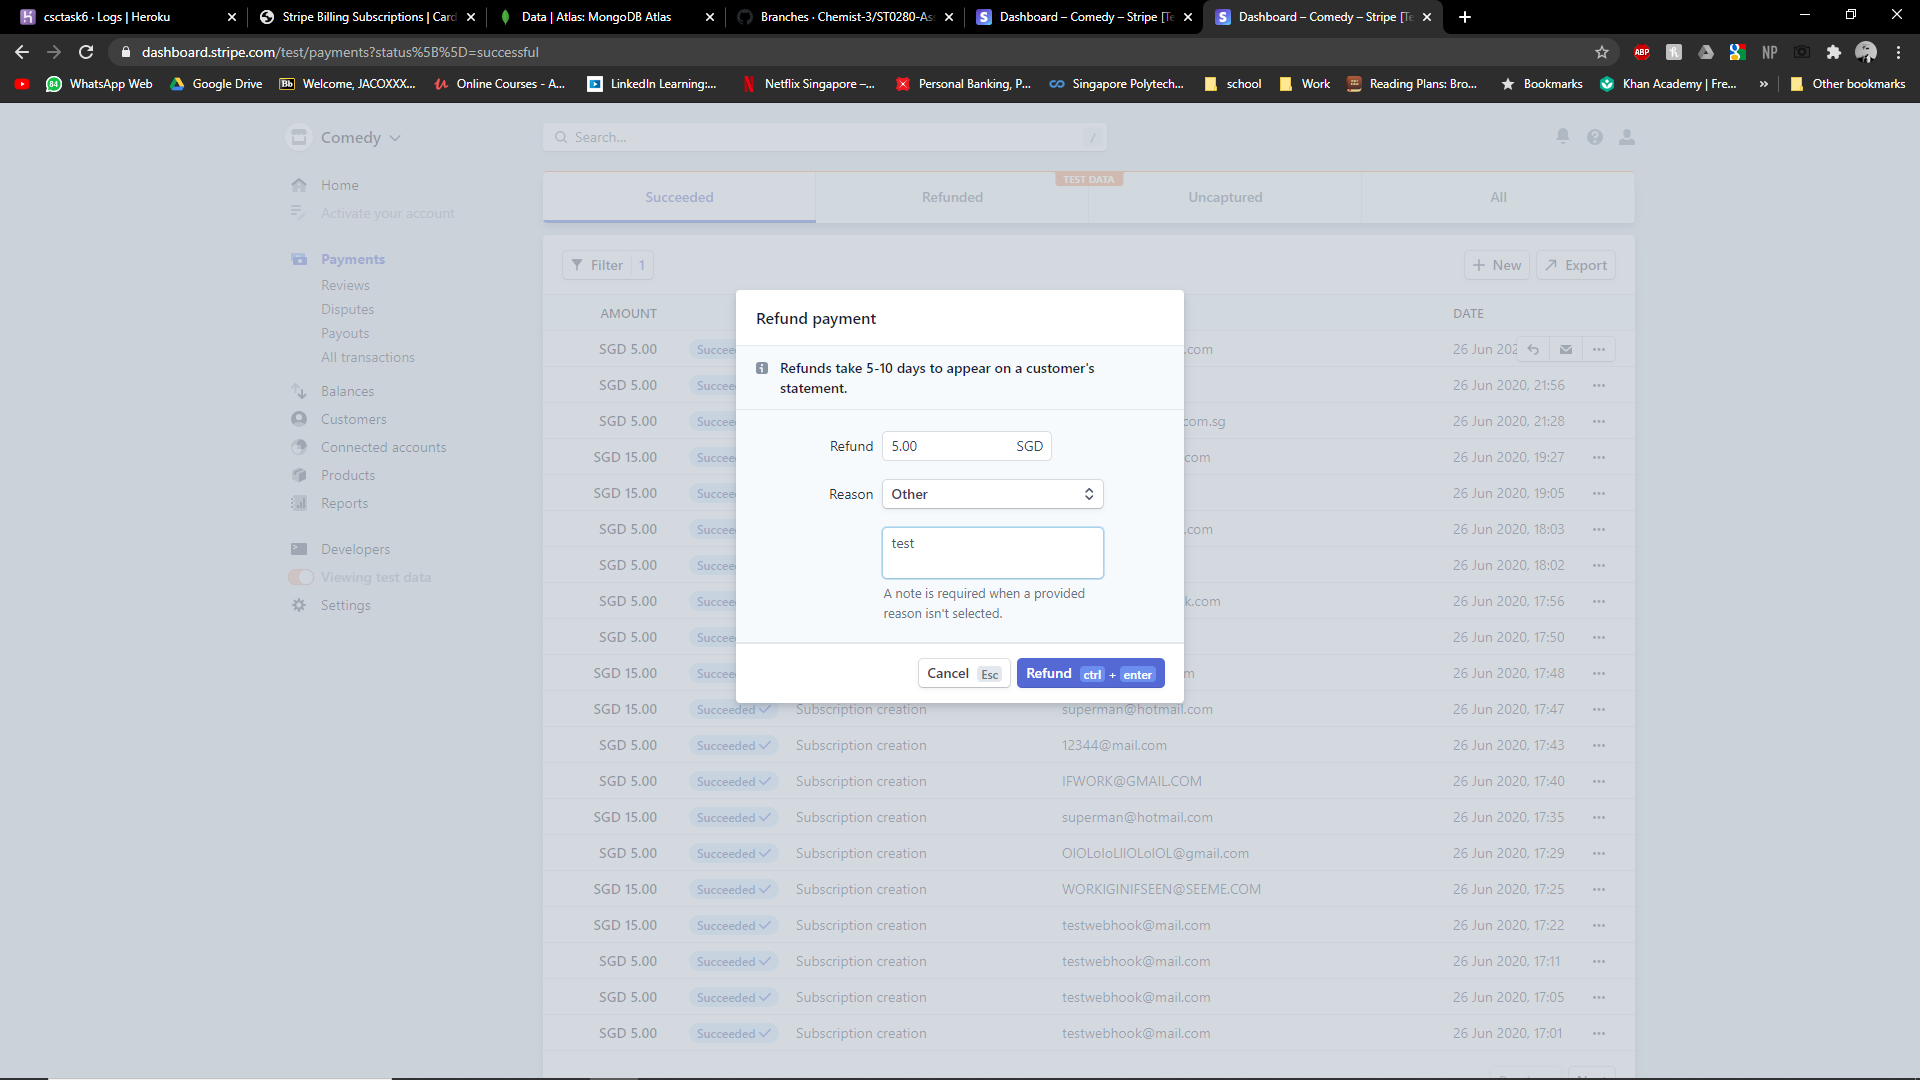 csctask6 · Logs | Heroku
Stripe Billing Subscriptions | Card
Data | Atlas: MongoDB Atlas
Branches · Chemist-3/ST0280-As
Dashboard – Comedy – Stripe [Te
Dashboard – Comedy – Stripe [Te
dashboard.stripe.com/test/payments?status%5B%5D=successful
ABP
NP
84
WhatsApp Web
Google Drive
Bb
Welcome, JACOXXX...
Online Courses - A...
LinkedIn Learning:...
Netflix Singapore –...
Personal Banking, P...
Singapore Polytech...
school
Work
Reading Plans: Bro...
Bookmarks
Khan Academy | Fre...
»
Other bookmarks
Comedy
Search...
/
Home
Activate your account
Payments
Reviews
Disputes
Payouts
All transactions
Balances
Customers
Connected accounts
Products
Reports
Developers
Viewing test data
Settings
TEST DATA
Succeeded
Refunded
Uncaptured
All
Filter 1
+ New
Export
AMOUNT
DATE
Refund payment
Refunds take 5-10 days to appear on a customer's
statement.
Refund 5.00 SGD
Reason Other
test
A note is required when a provided
reason isn't selected.
Cancel Esc
Refund ctrl + enter
SGD 5.00 Succee .com 26 Jun 202
SGD 5.00 Succee 26 Jun 2020, 21:56
SGD 5.00 Succee com.sg 26 Jun 2020, 21:28
SGD 15.00 Succee com 26 Jun 2020, 19:27
SGD 15.00 Succee 26 Jun 2020, 19:05
SGD 5.00 Succee .com 26 Jun 2020, 18:03
SGD 5.00 Succee 26 Jun 2020, 18:02
SGD 5.00 Succee k.com 26 Jun 2020, 17:56
SGD 5.00 Succee 26 Jun 2020, 17:50
SGD 15.00 Succee m 26 Jun 2020, 17:48
SGD 15.00 Succeeded Subscription creation superman@hotmail.com 26 Jun 2020, 17:47
SGD 5.00 Succeeded Subscription creation 12344@mail.com 26 Jun 2020, 17:43
SGD 5.00 Succeeded Subscription creation IFWORK@GMAIL.COM 26 Jun 2020, 17:40
SGD 15.00 Succeeded Subscription creation superman@hotmail.com 26 Jun 2020, 17:35
SGD 5.00 Succeeded Subscription creation 26 Jun 2020, 17:29
SGD 15.00 Succeeded Subscription creation WORKIGINIFSEEN@SEEME.COM 26 Jun 2020, 17:25
SGD 15.00 Succeeded Subscription creation testwebhook@mail.com 26 Jun 2020, 17:22
SGD 5.00 Succeeded Subscription creation testwebhook@mail.com 26 Jun 2020, 17:11
SGD 5.00 Succeeded Subscription creation testwebhook@mail.com 26 Jun 2020, 17:05
SGD 5.00 Succeeded Subscription creation testwebhook@mail.com 26 Jun 2020, 17:01